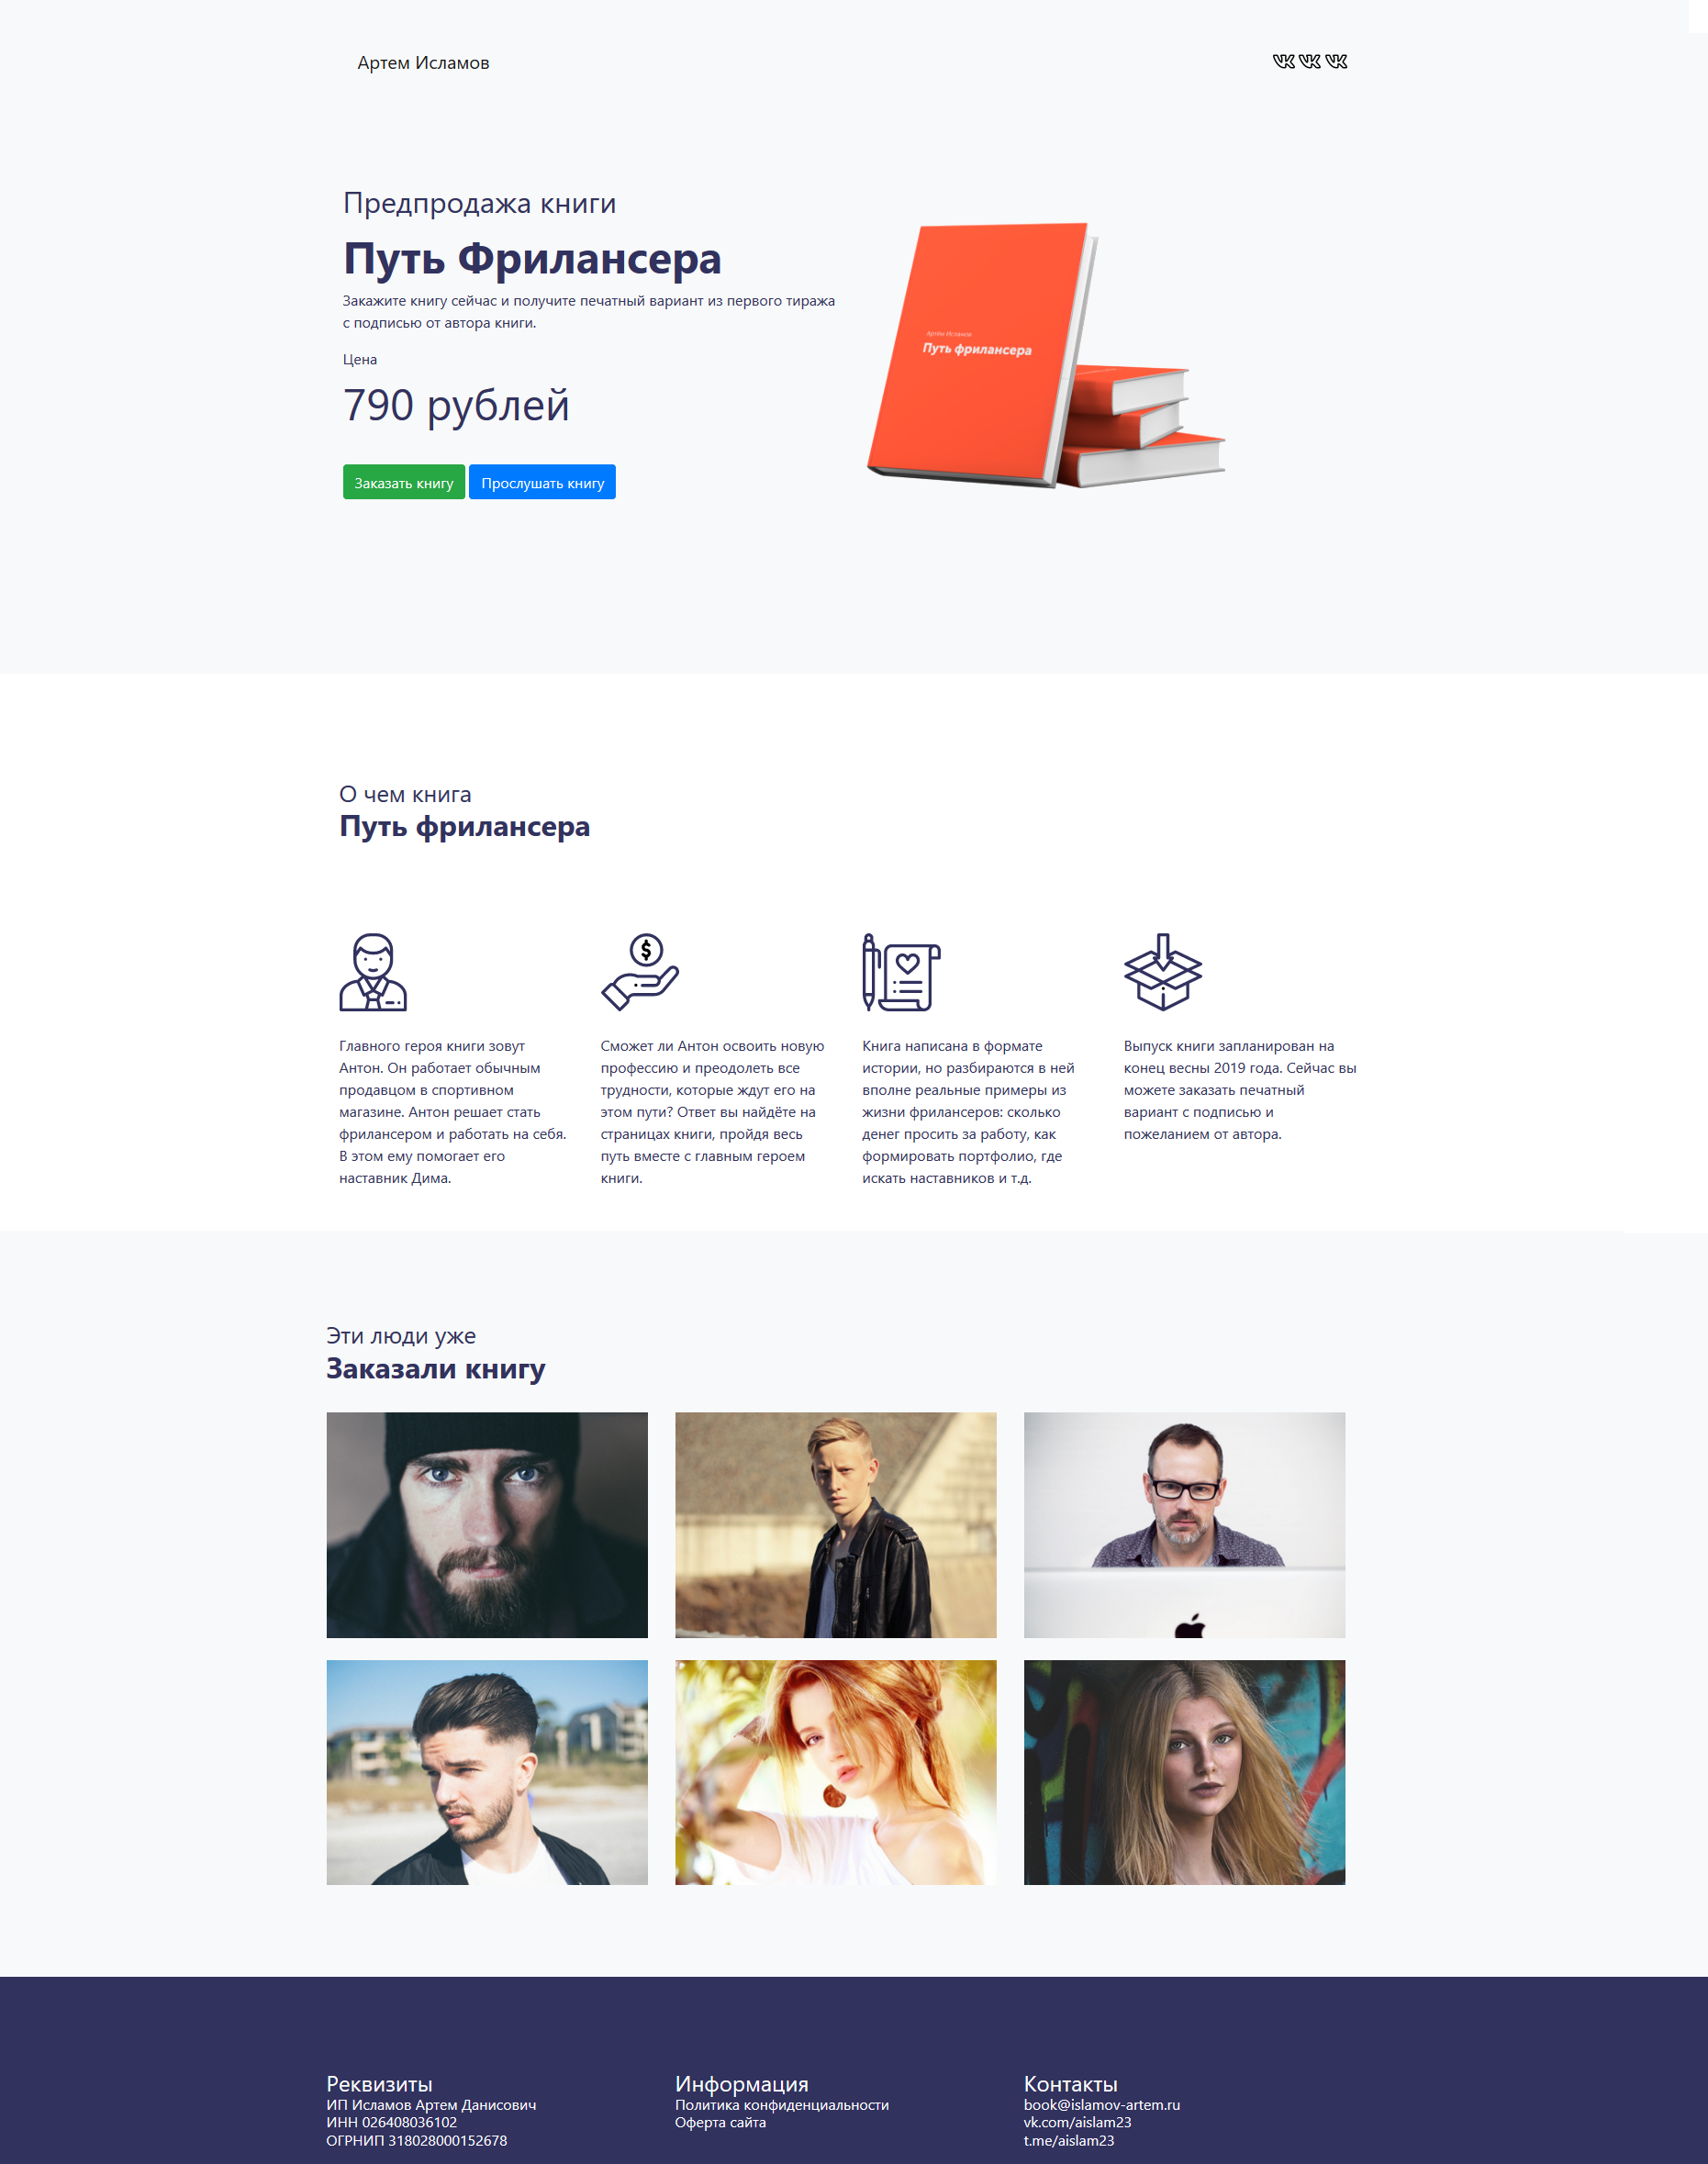 Артем Исламов
Предпродажа книги
Путь Фрилансера
Закажите книгу сейчас и получите печатный вариант из первого тиража
с подписью от автора книги.
Цена
790 рублей
Заказать книгу
Прослушать книгу
Артём Исламов
Путь фрилансера
О чем книга
Путь фрилансера
Главного героя книги зовут
Антон. Он работает обычным
продавцом в спортивном
магазине. Антон решает стать
фрилансером и работать на себя.
В этом ему помогает его
наставник Дима.
Сможет ли Антон освоить новую
профессию и преодолеть все
трудности, которые ждут его на
этом пути? Ответ вы найдёте на
страницах книги, пройдя весь
путь вместе с главным героем
книги.
Книга написана в формате
истории, но разбираются в ней
вполне реальные примеры из
жизни фрилансеров: сколько
денег просить за работу, как
формировать портфолио, где
искать наставников и т.д.
Выпуск книги запланирован на
конец весны 2019 года. Сейчас вы
можете заказать печатный
вариант с подписью и
пожеланием от автора.
Эти люди уже
Заказали книгу
Реквизиты
ИП Исламов Артем Данисович
ИНН 026408036102
ОГРНИП 318028000152678
Информация
Политика конфиденциальности
Оферта сайта
Контакты
book@islamov-artem.ru
vk.com/aislam23
t.me/aislam23